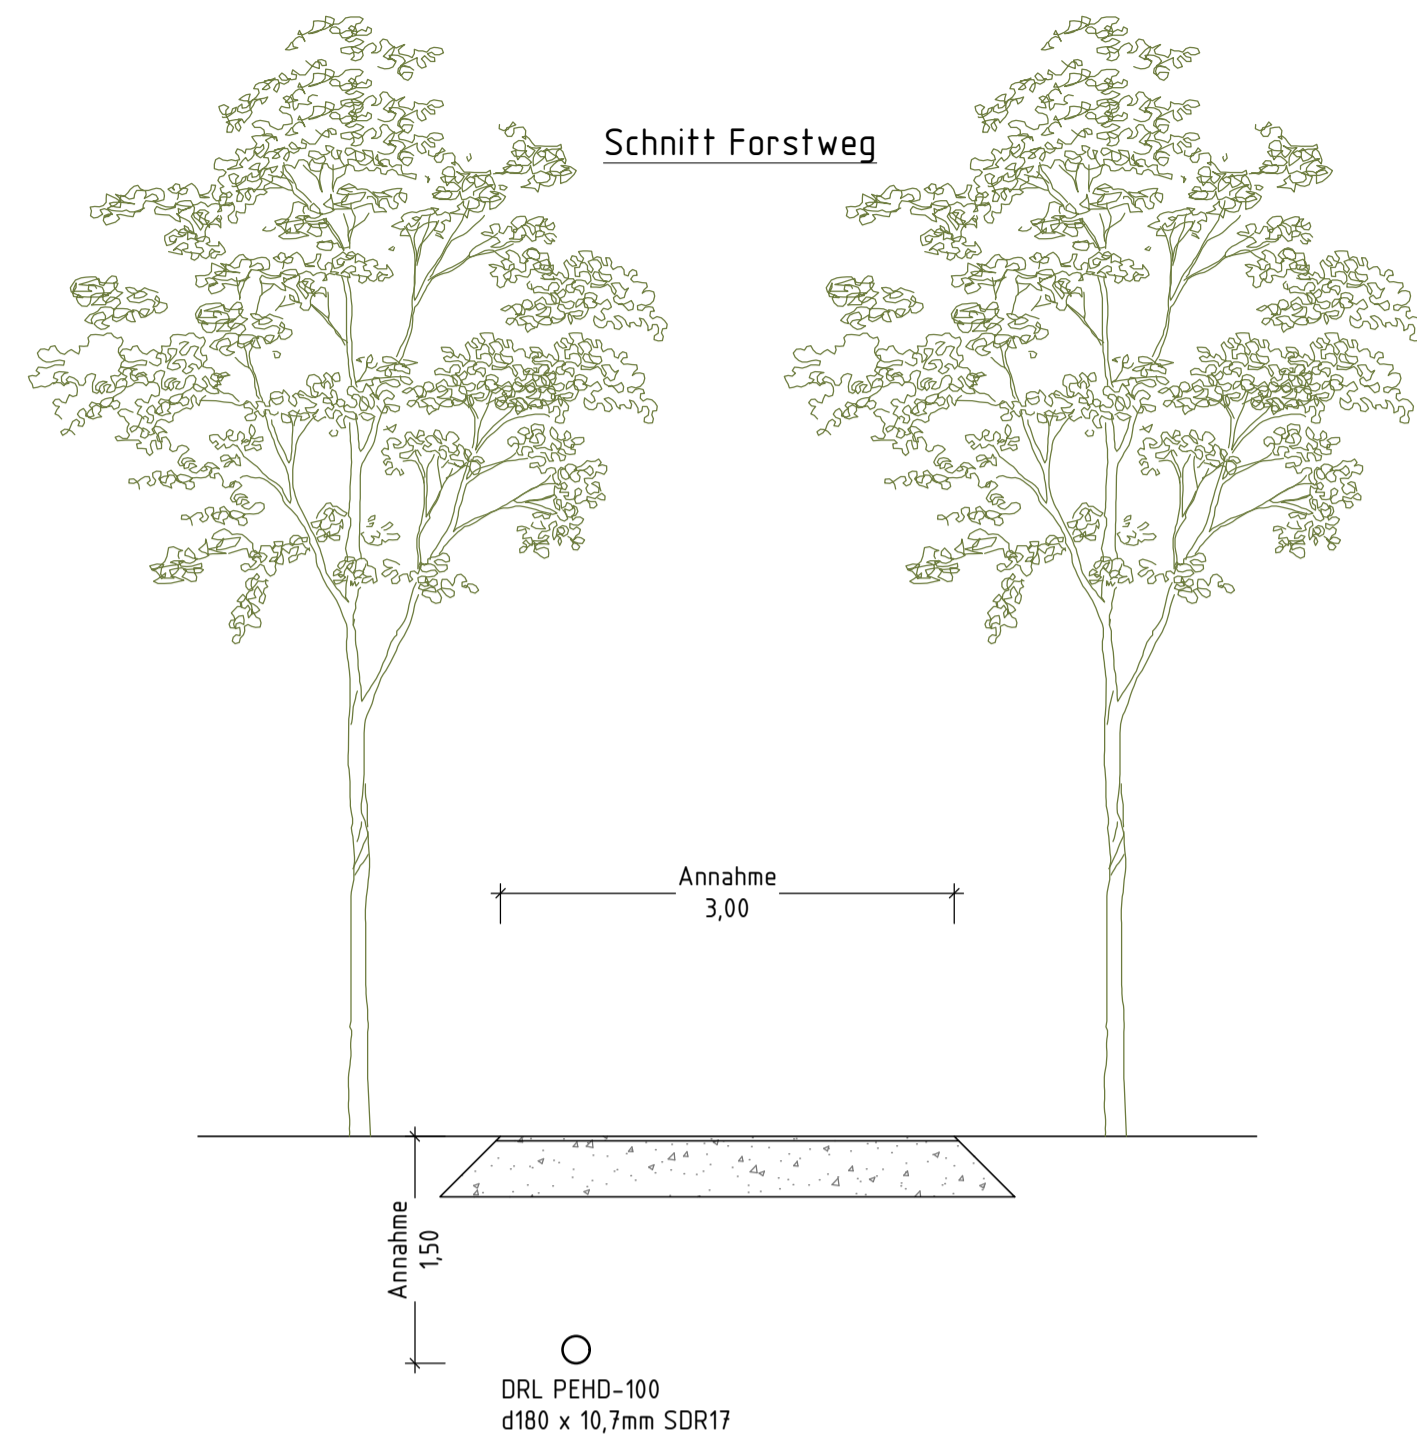 Schnitt Forstweg
Annahme
3,00
Annahme
1,50
DRL PEHD-100
d180 x 10,7mm SDR17